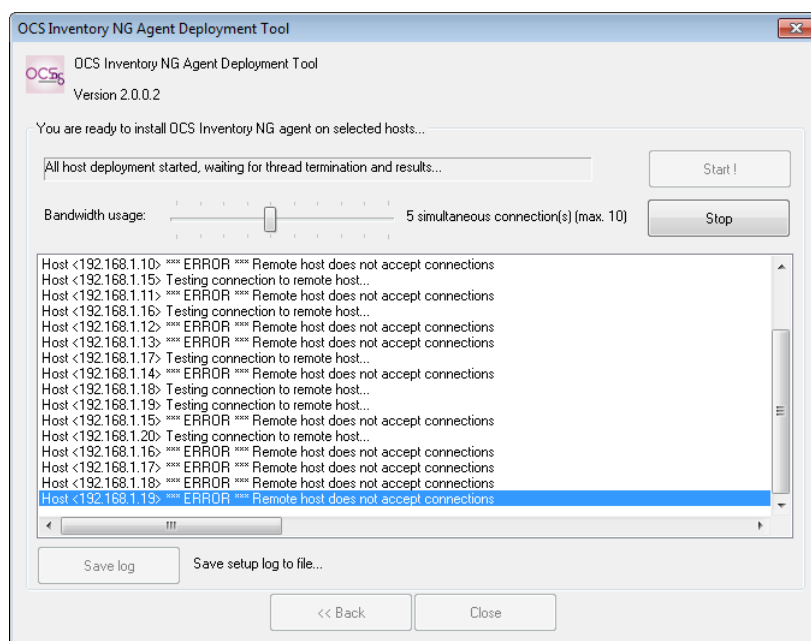 OCS Inventory NG Agent Deployment Tool
OCS Inventory NG Agent Deployment Tool
Version 2.0.0.2
You are ready to install OCS Inventory NG agent on selected hosts...
All host deployment started, waiting for thread termination and results...
Start !
Bandwidth usage:
5 simultaneous connection(s) (max. 10)
Stop
Host <192.168.1.10> *** ERROR *** Remote host does not accept connections
Host <192.168.1.15> Testing connection to remote host...
Host <192.168.1.11> *** ERROR *** Remote host does not accept connections
Host <192.168.1.16> Testing connection to remote host...
Host <192.168.1.12> *** ERROR *** Remote host does not accept connections
Host <192.168.1.13> *** ERROR *** Remote host does not accept connections
Host <192.168.1.17> Testing connection to remote host...
Host <192.168.1.14> *** ERROR *** Remote host does not accept connections
Host <192.168.1.18> Testing connection to remote host...
Host <192.168.1.19> Testing connection to remote host...
Host <192.168.1.15> *** ERROR *** Remote host does not accept connections
Host <192.168.1.20> Testing connection to remote host...
Host <192.168.1.16> *** ERROR *** Remote host does not accept connections
Host <192.168.1.17> *** ERROR *** Remote host does not accept connections
Host <192.168.1.18> *** ERROR *** Remote host does not accept connections
Host <192.168.1.19> *** ERROR *** Remote host does not accept connections
Save log
Save setup log to file...
<< Back
Close